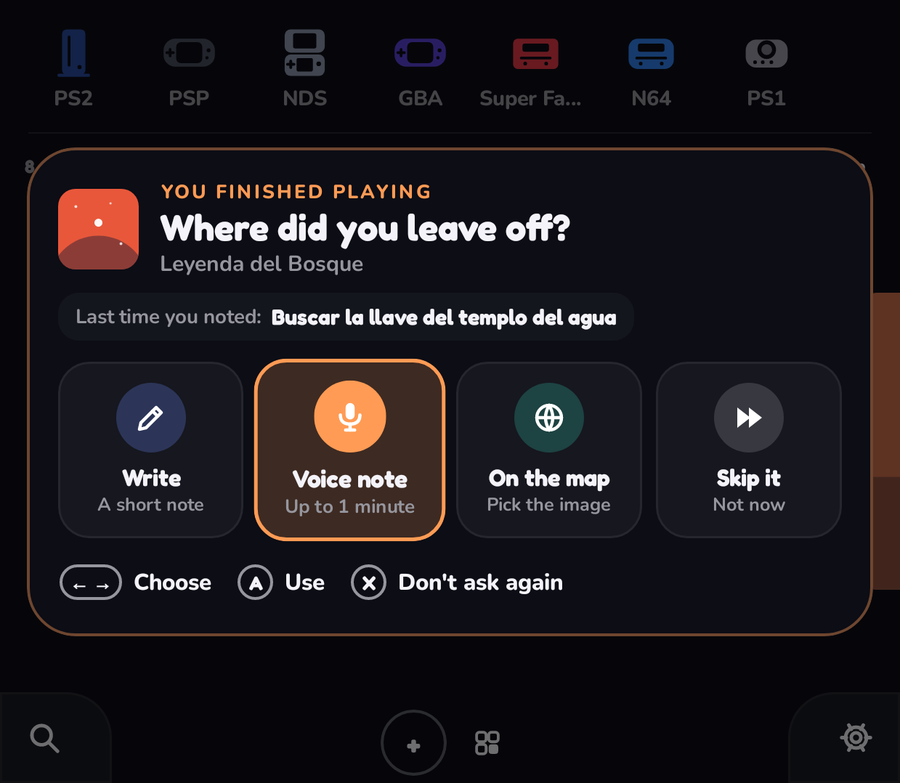 PS2
PSP
NDS
GBA
Super Fa...
N64
PS1
8
YOU FINISHED PLAYING
Where did you leave off?
Leyenda del Bosque
Last time you noted: Buscar la llave del templo del agua
Write
A short note
Voice note
Up to 1 minute
On the map
Pick the image
Skip it
Not now
← → Choose A Use X Don't ask again